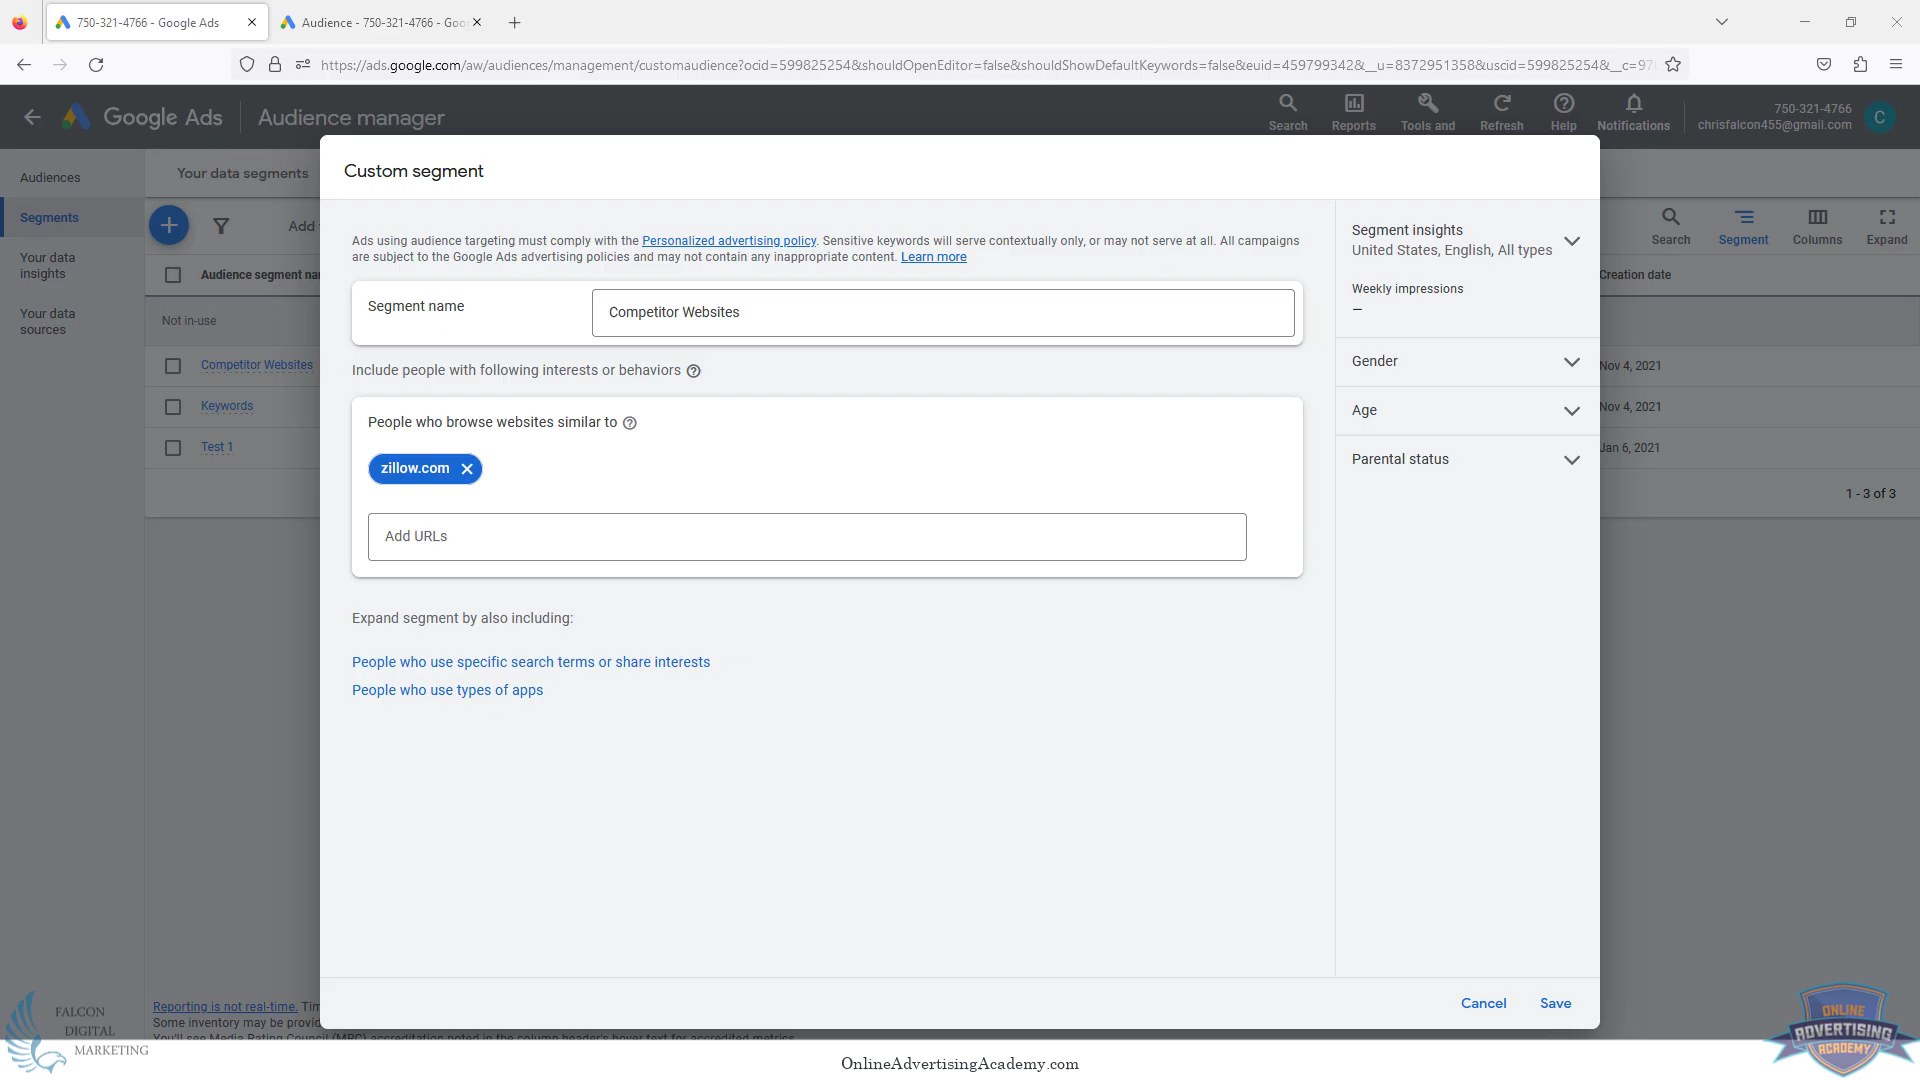 750-321-4766 - Google Ads
Audience - 750-321-4766 - Goo
https://ads.google.com/aw/audiences/management/customaudience?ocid=599825254&shouldOpenEditor=false&shouldShowDefaultKeywords=false&euid=459799342&__u=8372951358&uscid=599825254&__c=97
Google Ads
Audience manager
Search
Reports
Tools and
Refresh
Help
Notifications
750-321-4766
chrisfalcon455@gmail.com
C
Audiences
Segments
Your data insights
Your data sources
Your data segments
Add
Search
Segment
Columns
Expand
Audience segment na
Creation date
Not in-use
Competitor Websites
Nov 4, 2021
Keywords
Nov 4, 2021
Test 1
Jan 6, 2021
1 - 3 of 3
Custom segment
Ads using audience targeting must comply with the Personalized advertising policy. Sensitive keywords will serve contextually only, or may not serve at all. All campaigns
are subject to the Google Ads advertising policies and may not contain any inappropriate content. Learn more
Segment name
Competitor Websites
Include people with following interests or behaviors
People who browse websites similar to
zillow.com
Add URLs
Expand segment by also including:
People who use specific search terms or share interests
People who use types of apps
Segment insights
United States, English, All types
Weekly impressions
–
Gender
Age
Parental status
Cancel
Save
Reporting is not real-time. Tim
Some inventory may be provid
You'll see Media Rating Council (MRC) accreditation noted in the column header's hover text for accredited metrics.
FALCON
DIGITAL
MARKETING
OnlineAdvertisingAcademy.com
ONLINE
ADVERTISING
ACADEMY